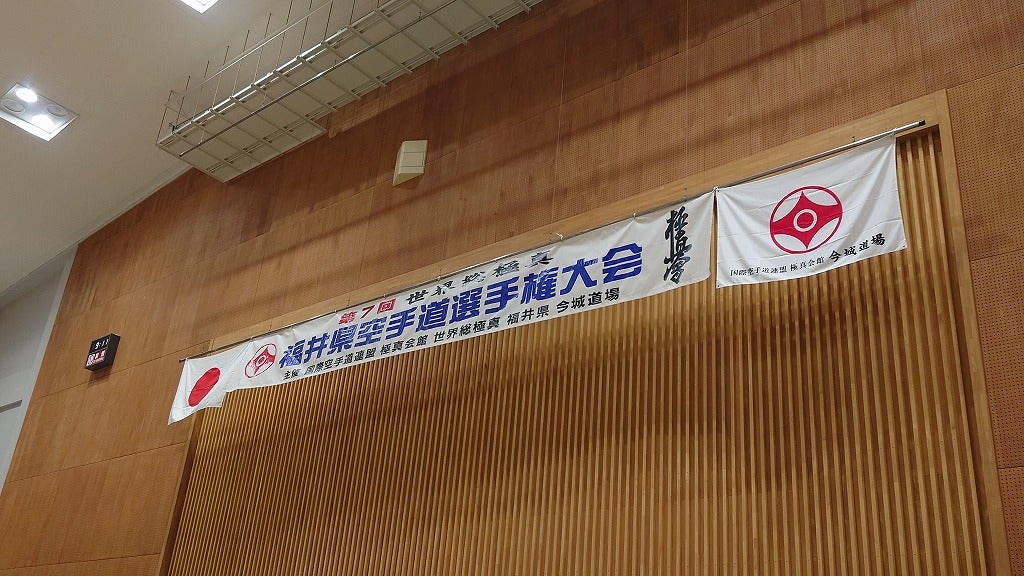 第7回 世界総極真
福井県空手道選手権大会
主催 国際空手道連盟 極真会館 世界総極真 福井県 今城道場
極真会
国際空手道連盟 極真会館 今城道場